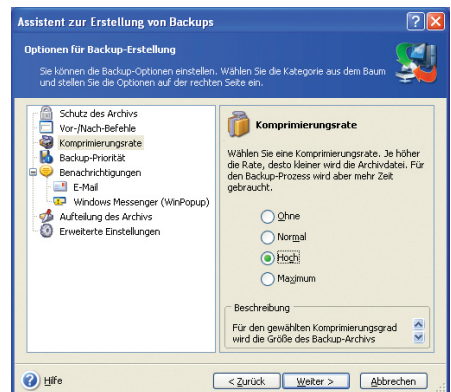 Assistent zur Erstellung von Backups
Optionen für Backup-Erstellung
Sie können die Backup-Optionen einstellen. Wählen Sie die Kategorie aus dem Baum
und stellen Sie die Optionen auf der rechten Seite ein.
Schutz des Archivs
Vor-/Nach-Befehle
Komprimierungsrate
Backup-Priorität
Benachrichtigungen
E-Mail
Windows Messenger (WinPopup)
Aufteilung des Archivs
Erweiterte Einstellungen
Komprimierungsrate
Wählen Sie eine Komprimierungsrate. Je höher
die Rate, desto kleiner wird die Archivdatei. Für
den Backup-Prozess wird aber mehr Zeit
gebraucht.
Ohne
Normal
Hoch
Maximum
Beschreibung
Für den gewählten Komprimierungsgrad
wird die Größe des Backup-Archivs
Hilfe
< Zurück
Weiter >
Abbrechen